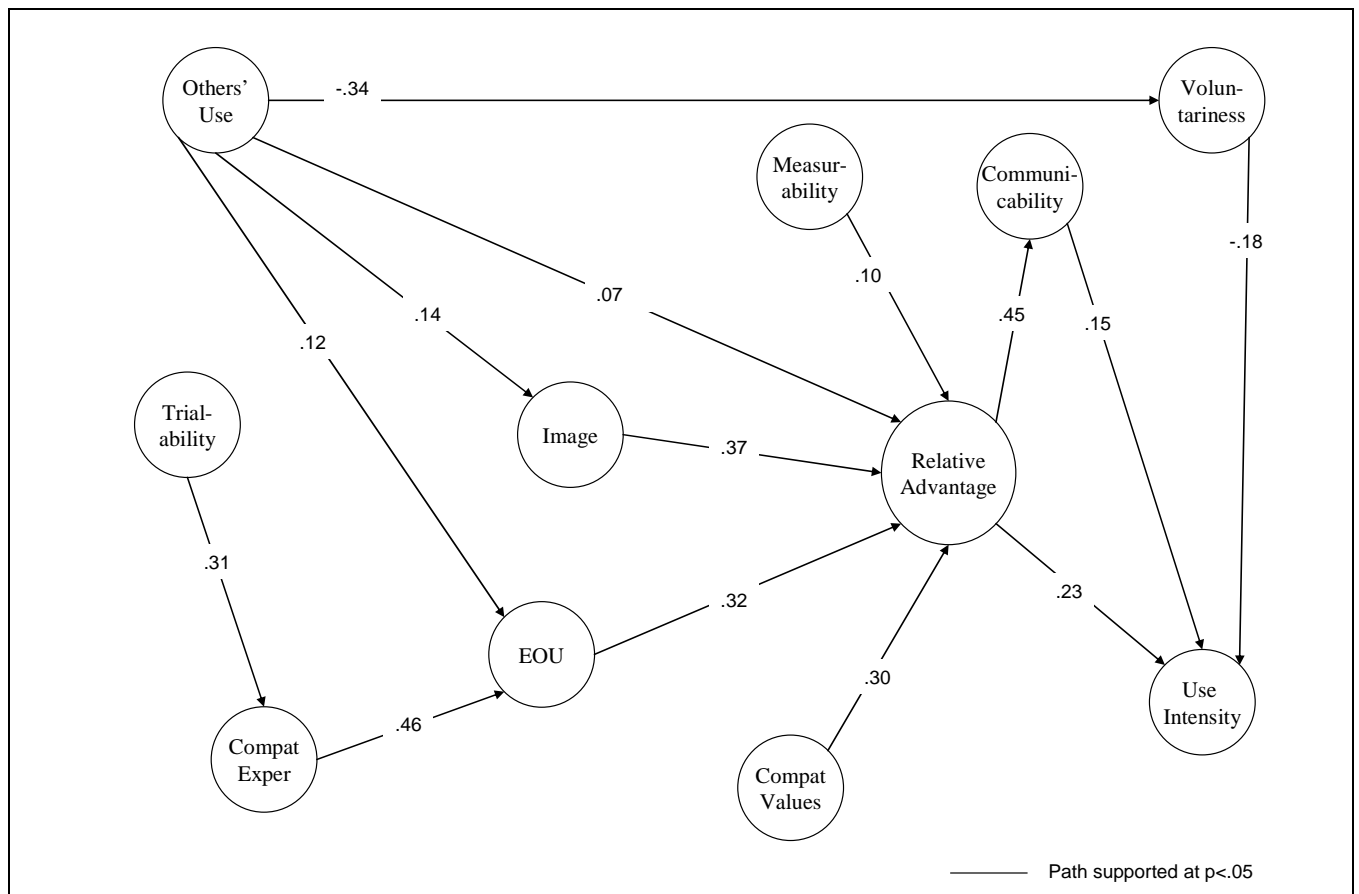 Others'
Use
-.34
Volun-
tariness
Measur-
ability
Communi-
cability
-.18
.10
.07
.14
.45
.15
.12
Trial-
ability
Image
.37
Relative
Advantage
.31
.32
.23
EOU
.30
Use
Intensity
.46
Compat
Exper
Compat
Values
Path supported at p<.05